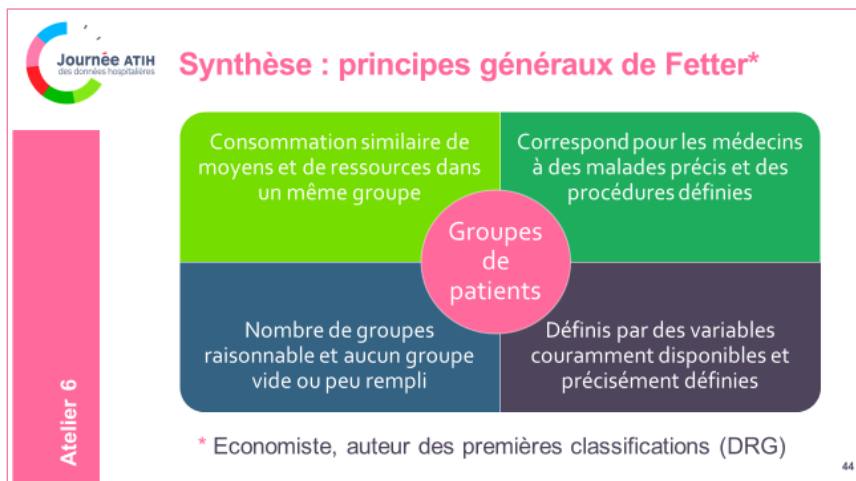 Journée ATIH
des données hospitalières
Synthèse : principes généraux de Fetter*
Consommation similaire de
moyens et de ressources dans
un même groupe
Correspond pour les médecins
à des malades précis et des
procédures définies
Groupes
de
patients
Nombre de groupes
raisonnable et aucun groupe
vide ou peu rempli
Définis par des variables
couramment disponibles et
précisément définies
Atelier 6
* Economiste, auteur des premières classifications (DRG)
44